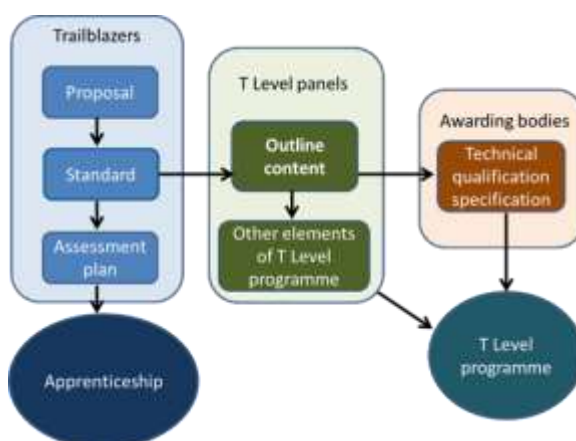 Trailblazers
Proposal
Standard
Assessment
plan
Apprenticeship
T Level panels
Outline
content
Other elements
of T Level
programme
Awarding bodies
Technical
qualification
specification
T Level
programme